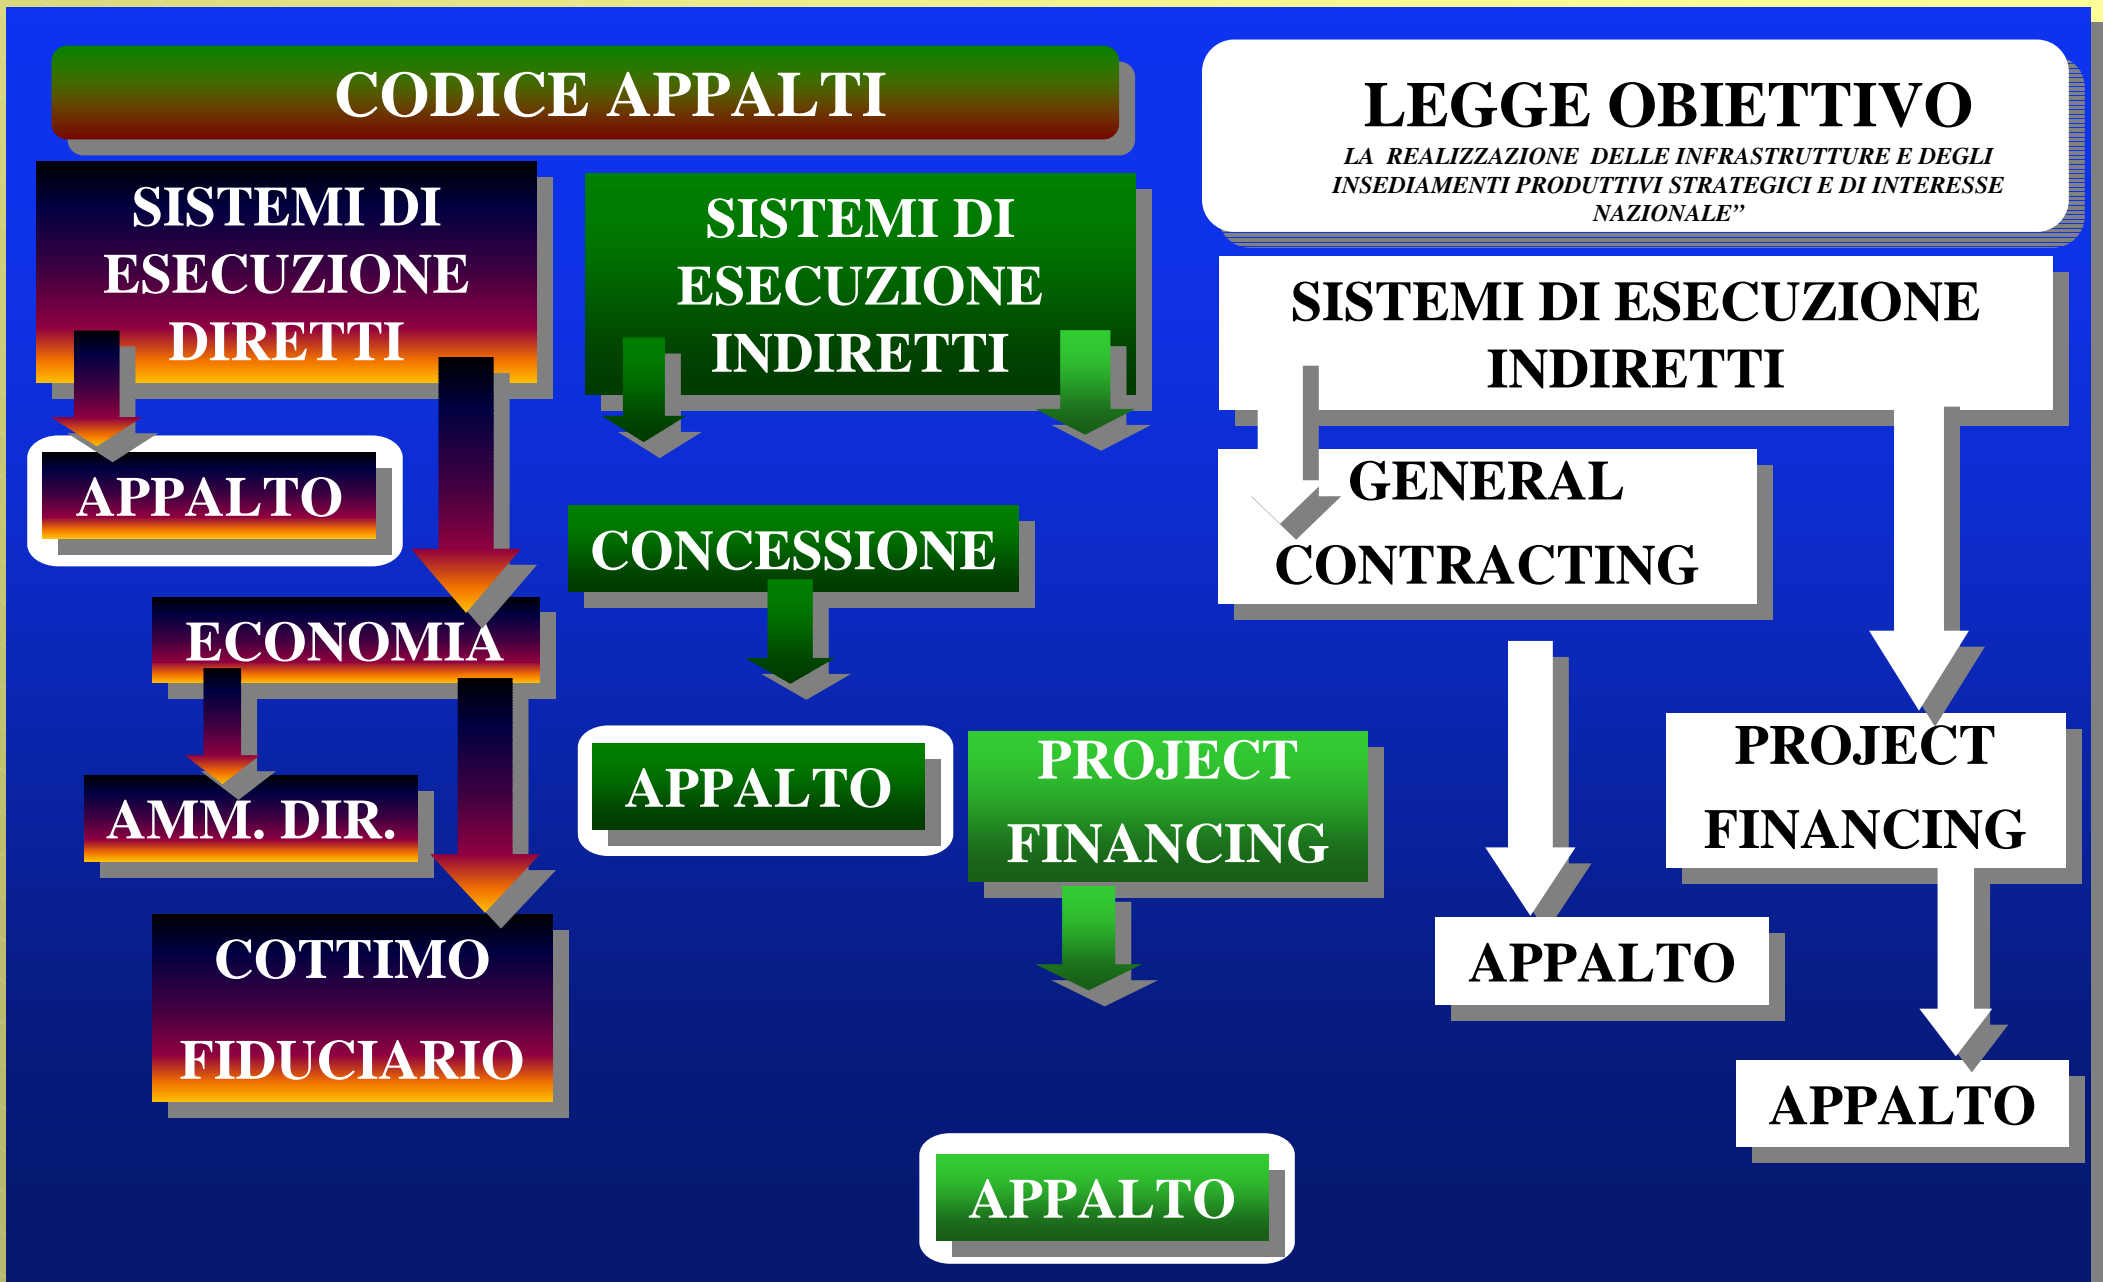 CODICE APPALTI
SISTEMI DI
ESECUZIONE
DIRETTI
APPALTO
ECONOMIA
AMM. DIR.
COTTIMO
FIDUCIARIO
SISTEMI DI
ESECUZIONE
INDIRETTI
CONCESSIONE
APPALTO
PROJECT
FINANCING
APPALTO
LEGGE OBIETTIVO
LA REALIZZAZIONE DELLE INFRASTRUTTURE E DEGLI
INSEDIAMENTI PRODUTTIVI STRATEGICI E DI INTERESSE
NAZIONALE”
SISTEMI DI ESECUZIONE
INDIRETTI
GENERAL
CONTRACTING
APPALTO
PROJECT
FINANCING
APPALTO